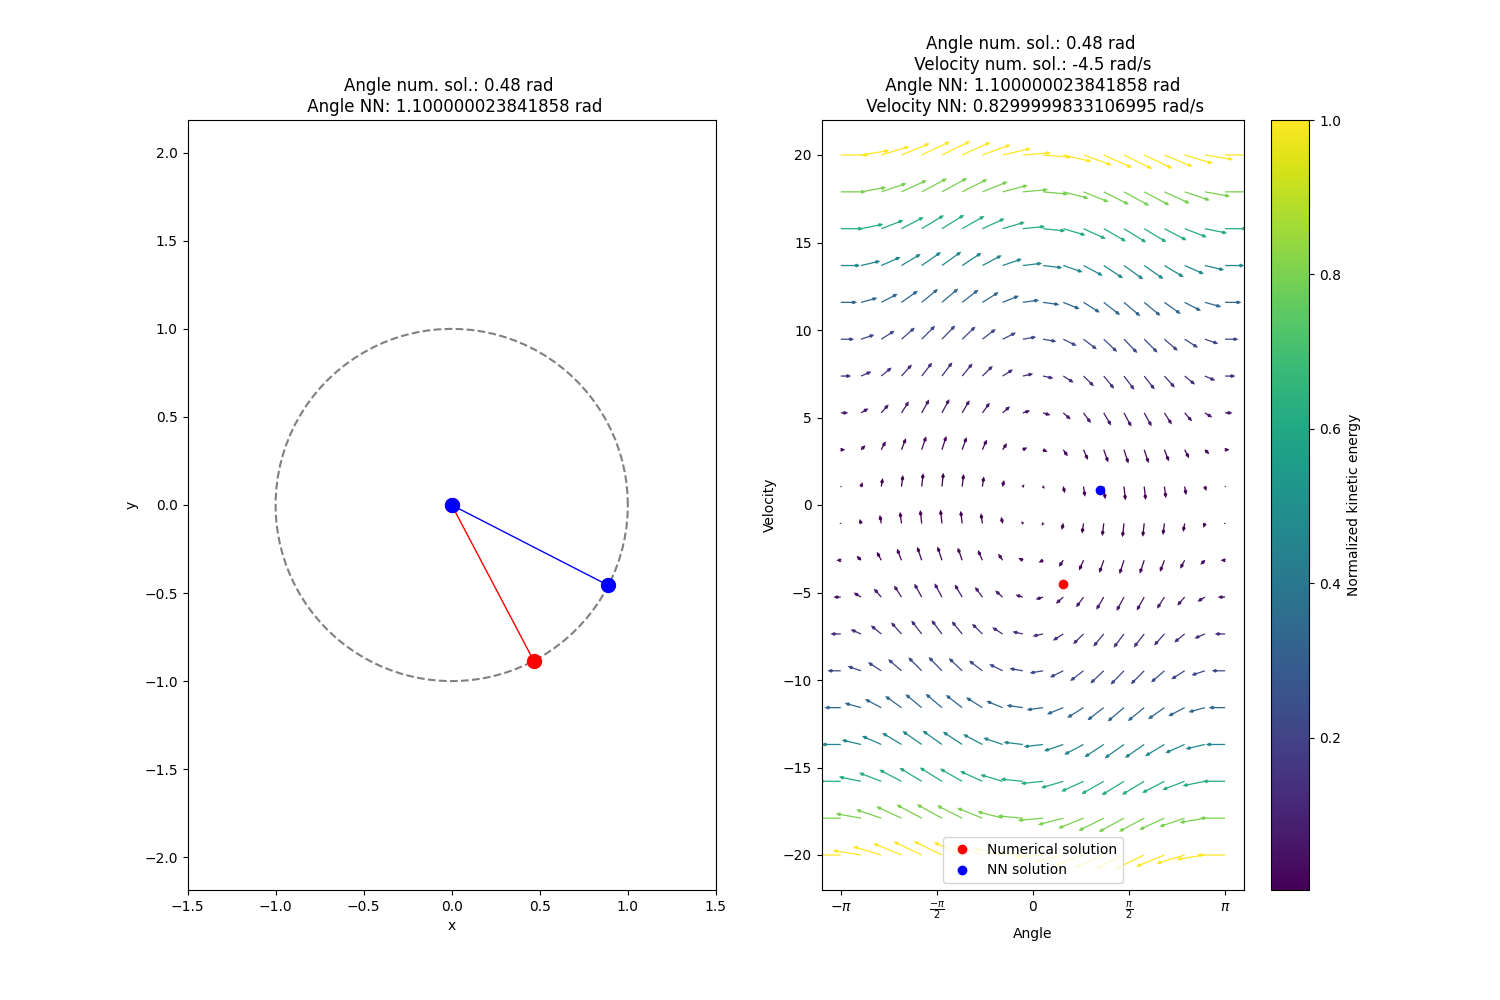 Angle num. sol.: 0.48 rad
Angle NN: 1.100000023841858 rad
2.0
1.5
1.0
0.5
0.0
−0.5
−1.0
−1.5
−2.0
y
−1.5 −1.0 −0.5 0.0 0.5 1.0 1.5
x
Angle num. sol.: 0.48 rad
Velocity num. sol.: -4.5 rad/s
Angle NN: 1.100000023841858 rad
Velocity NN: 0.8299999833106995 rad/s
20
15
10
5
0
−5
−10
−15
−20
Velocity
Numerical solution
NN solution
−π −π/2 0 π/2 π
Angle
1.0
0.8
0.6
0.4
0.2
Normalized kinetic energy